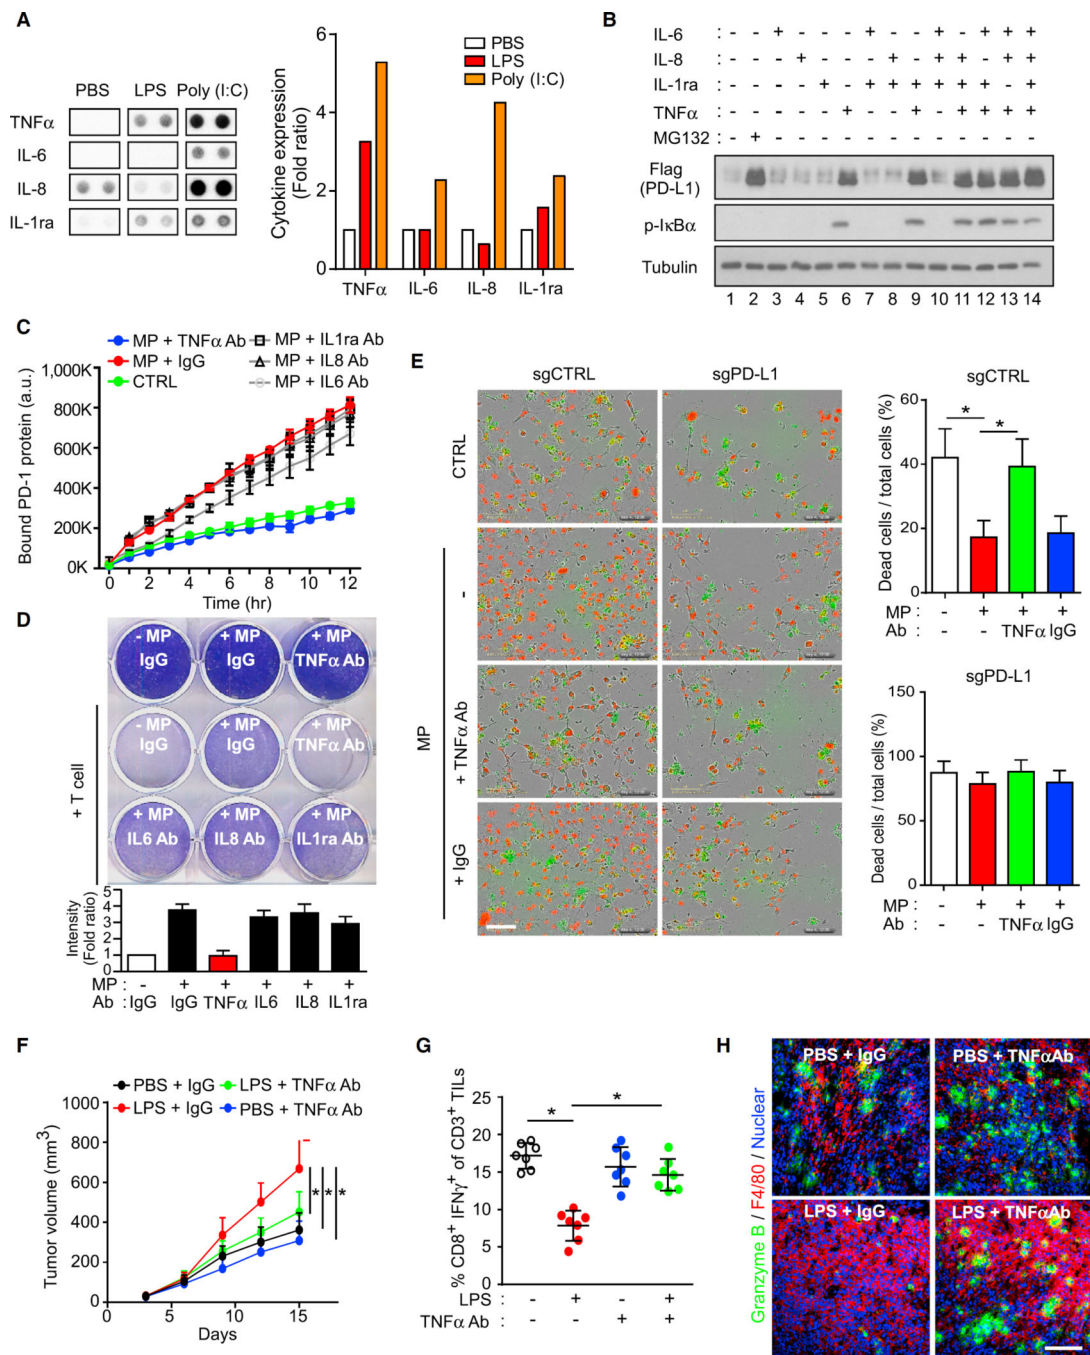 A
PBS LPS Poly (I:C)
TNFα
IL-6
IL-8
IL-1ra
Cytokine expression
(Fold ratio)
6
4
2
0
PBS
LPS
Poly (I:C)
TNFα IL-6 IL-8 IL-1ra
B
IL-6 : - - + - - - + - - + - + + +
IL-8 : - - - + - - - + - + + - + +
IL-1ra : - - - - + - + + + + + + - +
TNFα : - - - - - + - - + - + + + +
MG132 : - + - - - - - - - - - - - -
Flag
(PD-L1)
p-IκBα
Tubulin
1 2 3 4 5 6 7 8 9 10 11 12 13 14
C
MP + TNFα Ab
MP + IgG
CTRL
MP + IL1ra Ab
MP + IL8 Ab
MP + IL6 Ab
Bound PD-1 protein (a.u.)
1,000K
800K
600K
400K
200K
0K
0 2 4 6 8 10 12
Time (hr)
D
- MP
IgG
+ MP
IgG
+ MP
TNFα Ab
+ T cell
- MP
IgG
+ MP
IgG
+ MP
TNFα Ab
+ MP
IL6 Ab
+ MP
IL8 Ab
+ MP
IL1ra Ab
Intensity
(Fold ratio)
5
4
3
2
1
0
MP : - + + + + +
Ab : IgG IgG TNFα IL6 IL8 IL1ra
E
sgCTRL sgPD-L1
CTRL
MP
-
+ TNFα Ab
+ IgG
sgCTRL
Dead cells / total cells (%)
60
40
20
0
* *
MP : - + + +
Ab : - - TNFα IgG
sgPD-L1
Dead cells / total cells (%)
150
100
50
0
MP : - + + +
Ab : - - TNFα IgG
F
PBS + IgG
LPS + IgG
LPS + TNFα Ab
PBS + TNFα Ab
Tumor volume (mm3)
1000
800
600
400
200
0
* * *
0 5 10 15
Days
G
% CD8+ IFNγ+ of CD3+ TILs
25
20
15
10
5
0
* *
LPS : - + - +
TNFα Ab : - - + +
H
Granzyme B / F4/80 / Nuclear
PBS + IgG
PBS + TNFαAb
LPS + IgG
LPS + TNFαAb